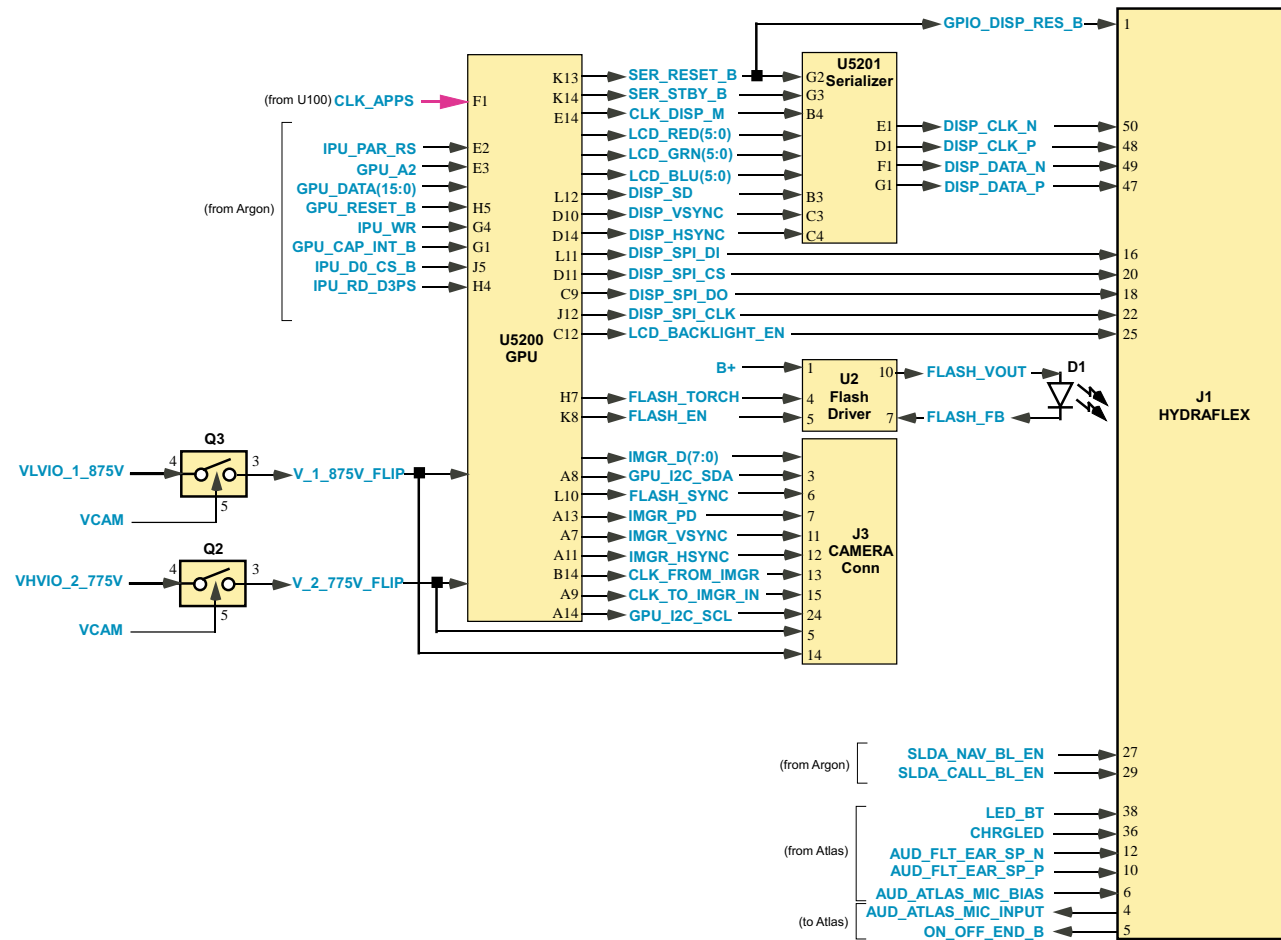 GPIO_DISP_RES_B 1
U5201
Serializer
K13 SER_RESET_B G2
K14 SER_STBY_B G3
E14 CLK_DISP_M B4
(from U100) CLK_APPS F1
LCD_RED(5:0)
LCD_GRN(5:0)
LCD_BLU(5:0)
E1 DISP_CLK_N 50
D1 DISP_CLK_P 48
F1 DISP_DATA_N 49
G1 DISP_DATA_P 47
(from Argon)
IPU_PAR_RS E2
GPU_A2 E3
GPU_DATA(15:0)
GPU_RESET_B H5
IPU_WR G4
GPU_CAP_INT_B G1
IPU_D0_CS_B J5
IPU_RD_D3PS H4
L12 DISP_SD B3
D10 DISP_VSYNC C3
D14 DISP_HSYNC C4
L11 DISP_SPI_DI 16
D11 DISP_SPI_CS 20
C9 DISP_SPI_DO 18
J12 DISP_SPI_CLK 22
C12 LCD_BACKLIGHT_EN 25
U5200
GPU
B+ 1
U2
Flash
Driver
10 FLASH_VOUT D1
H7 FLASH_TORCH 4
K8 FLASH_EN 5
7 FLASH_FB
J1
HYDRAFLEX
Q3
VLVIO_1_875V 4 3 V_1_875V_FLIP
5
VCAM
Q2
VHVIO_2_775V 4 3 V_2_775V_FLIP
5
VCAM
IMGR_D(7:0)
A8 GPU_I2C_SDA 3
L10 FLASH_SYNC 6
A13 IMGR_PD 7
A7 IMGR_VSYNC 11
A11 IMGR_HSYNC 12
B14 CLK_FROM_IMGR 13
A9 CLK_TO_IMGR_IN 15
A14 GPU_I2C_SCL 24
5
14
J3
CAMERA
Conn
(from Argon)
SLDA_NAV_BL_EN 27
SLDA_CALL_BL_EN 29
(from Atlas)
LED_BT 38
CHRGLED 36
AUD_FLT_EAR_SP_N 12
AUD_FLT_EAR_SP_P 10
AUD_ATLAS_MIC_BIAS 6
(to Atlas)
AUD_ATLAS_MIC_INPUT 4
ON_OFF_END_B 5